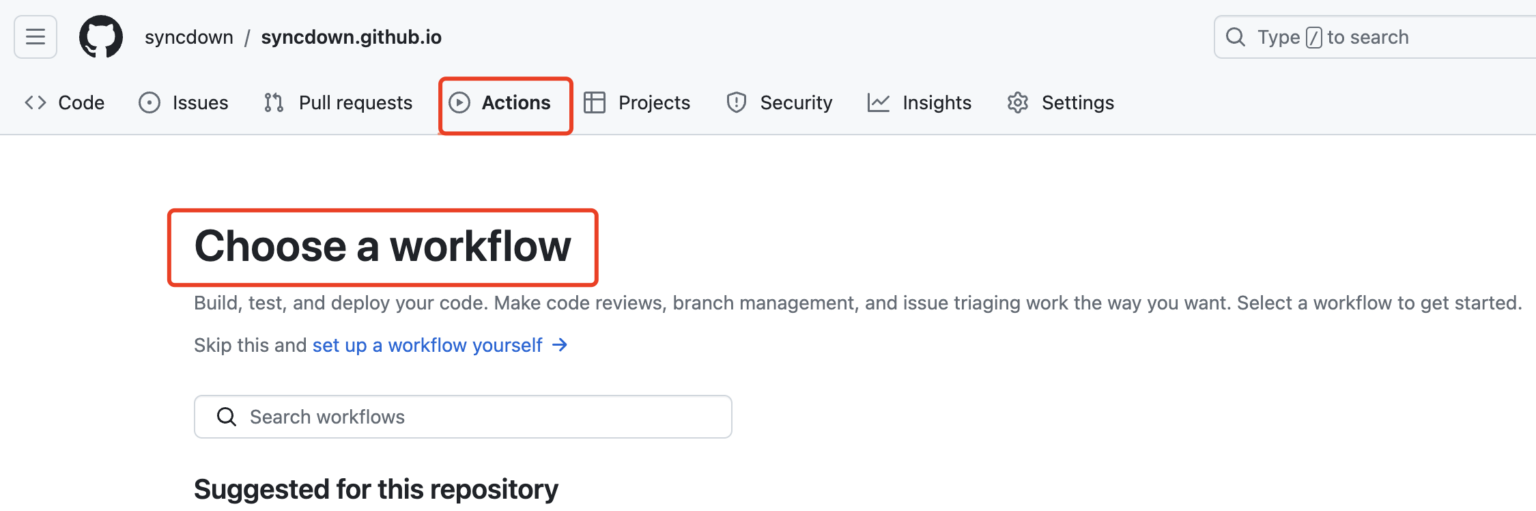 syncdown / syncdown.github.io
Type / to search
Code Issues Pull requests Actions Projects Security Insights Settings
Choose a workflow
Build, test, and deploy your code. Make code reviews, branch management, and issue triaging work the way you want. Select a workflow to get started.
Skip this and set up a workflow yourself →
Search workflows
Suggested for this repository